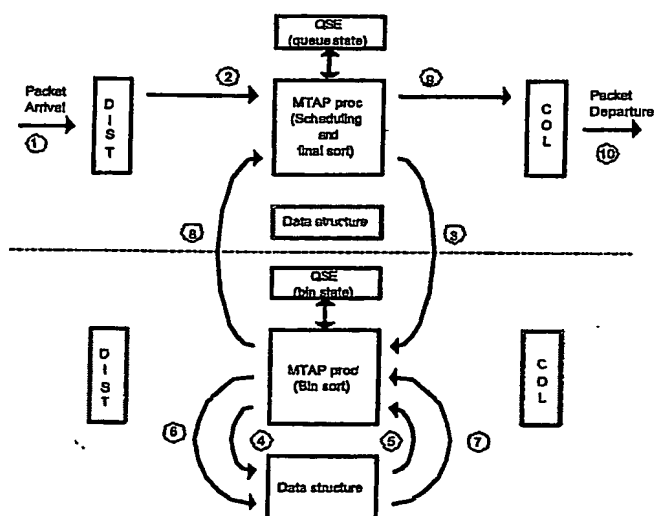 QSE
(queue state)
Packet
Arrival
1
D
I
S
T
2
MTAP proc
(Scheduling
and
final sort)
9
C
O
L
Packet
Departure
10
8
Data structure
3
QSE
(bin state)
D
I
S
T
MTAP proc
(Bin sort)
C
O
L
6
4
5
7
Data structure